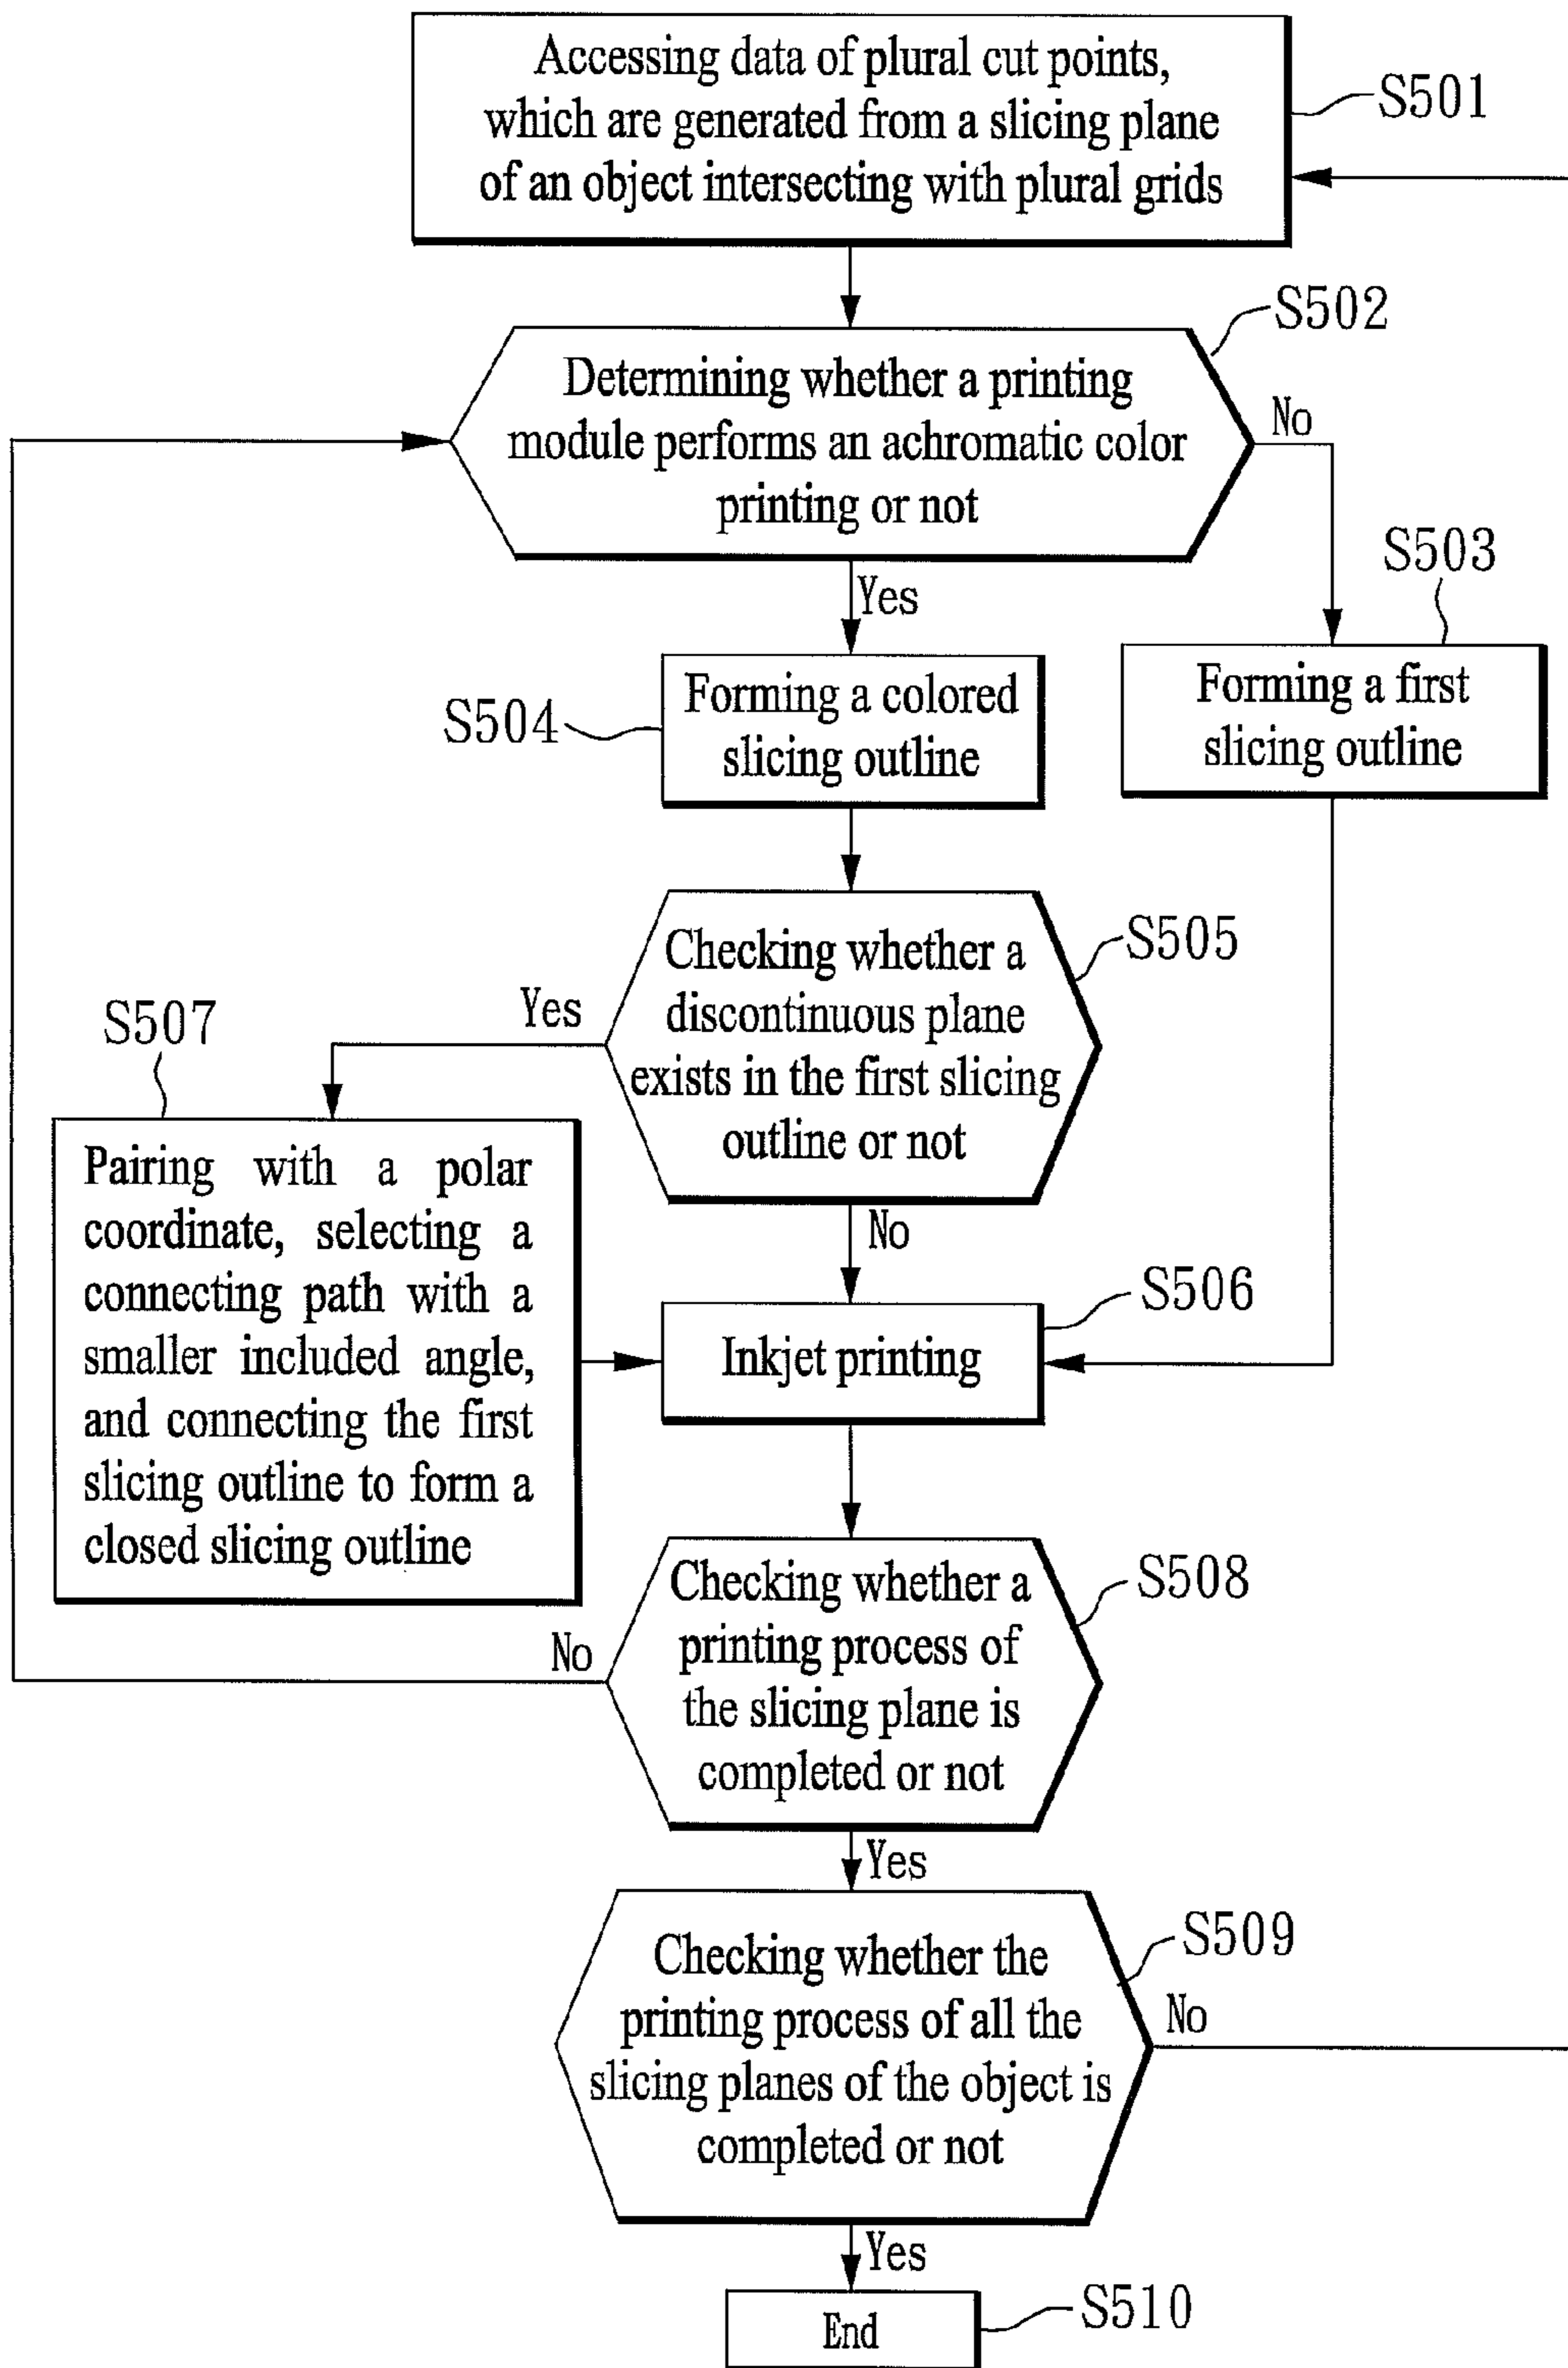 Accessing data of plural cut points,
which are generated from a slicing plane
of an object intersecting with plural grids
S501
S502
Determining whether a printing
module performs an achromatic color
printing or not
No
Yes
S503
Forming a first
slicing outline
S504
Forming a colored
slicing outline
S505
Checking whether a
discontinuous plane
exists in the first slicing
outline or not
Yes
No
S507
Pairing with a polar
coordinate, selecting a
connecting path with a
smaller included angle,
and connecting the first
slicing outline to form a
closed slicing outline
S506
Inkjet printing
S508
Checking whether a
printing process of
the slicing plane is
completed or not
No
Yes
S509
Checking whether the
printing process of all the
slicing planes of the object is
completed or not
No
Yes
End
S510